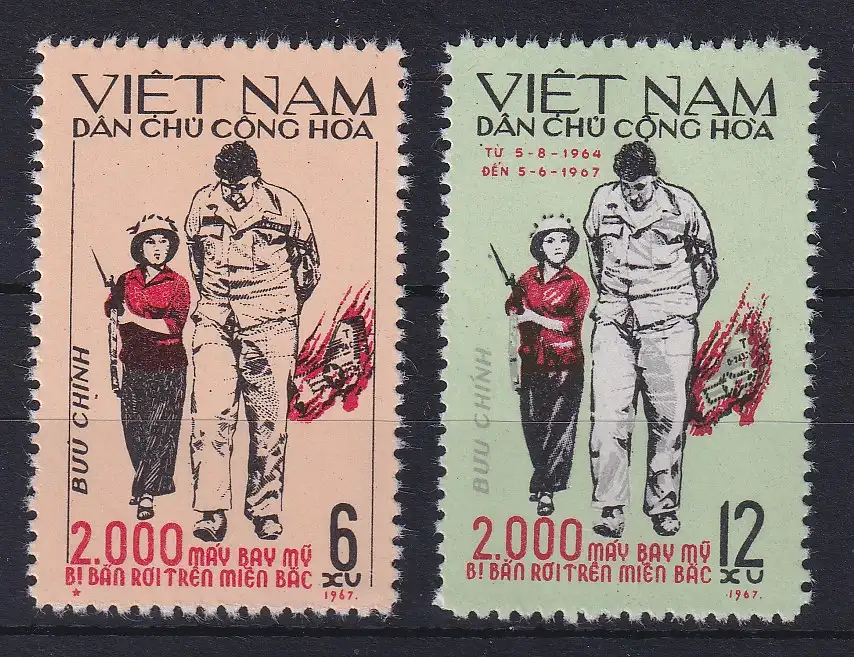 VIỆT NAM
DÂN CHỦ CỘNG HÒA
BƯU CHÍNH
2.000 MÁY BAY MỸ
BỊ BẮN RƠI TRÊN MIỀN BẮC
*
6
XU
1967.
VIỆT NAM
DÂN CHỦ CỘNG HÒA
TỪ 5-8-1964
ĐẾN 5-6-1967
BƯU CHÍNH
2.000 MÁY BAY MỸ
BỊ BẮN RƠI TRÊN MIỀN BẮC
12
XU
1967.